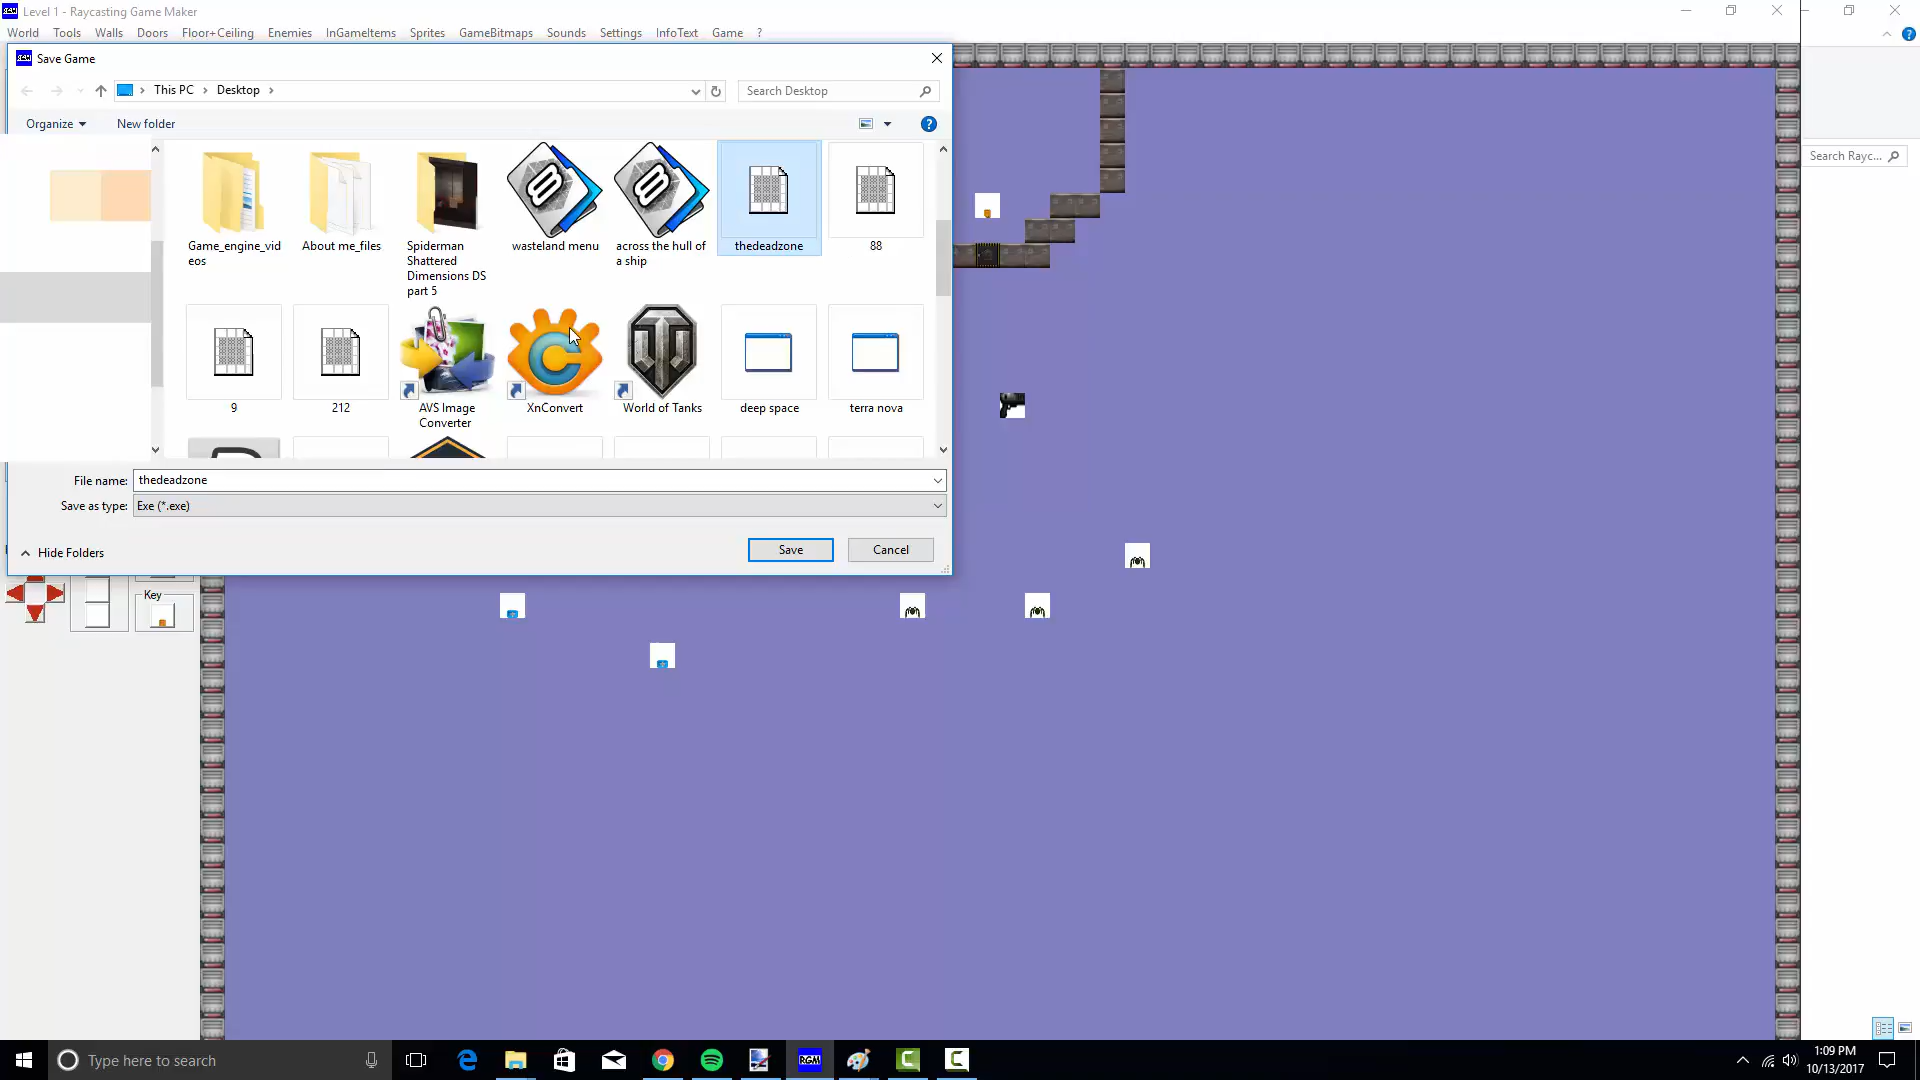 Level 1 - Raycasting Game Maker
World Tools Walls Doors Floor+Ceiling Enemies InGameItems Sprites GameBitmaps Sounds Settings InfoText Game ?
Save Game
This PC Desktop
Search Desktop
Organize
New folder
Search Rayc...
Game_engine_vid
eos
About me_files
Spiderman
Shattered
Dimensions DS
part 5
wasteland menu
across the hull of
a ship
thedeadzone
88
9
212
AVS Image
Converter
XnConvert
World of Tanks
deep space
terra nova
File name: thedeadzone
Save as type: Exe (*.exe)
Hide Folders
Save
Cancel
Key
Type here to search
RGM
1:09 PM
10/13/2017